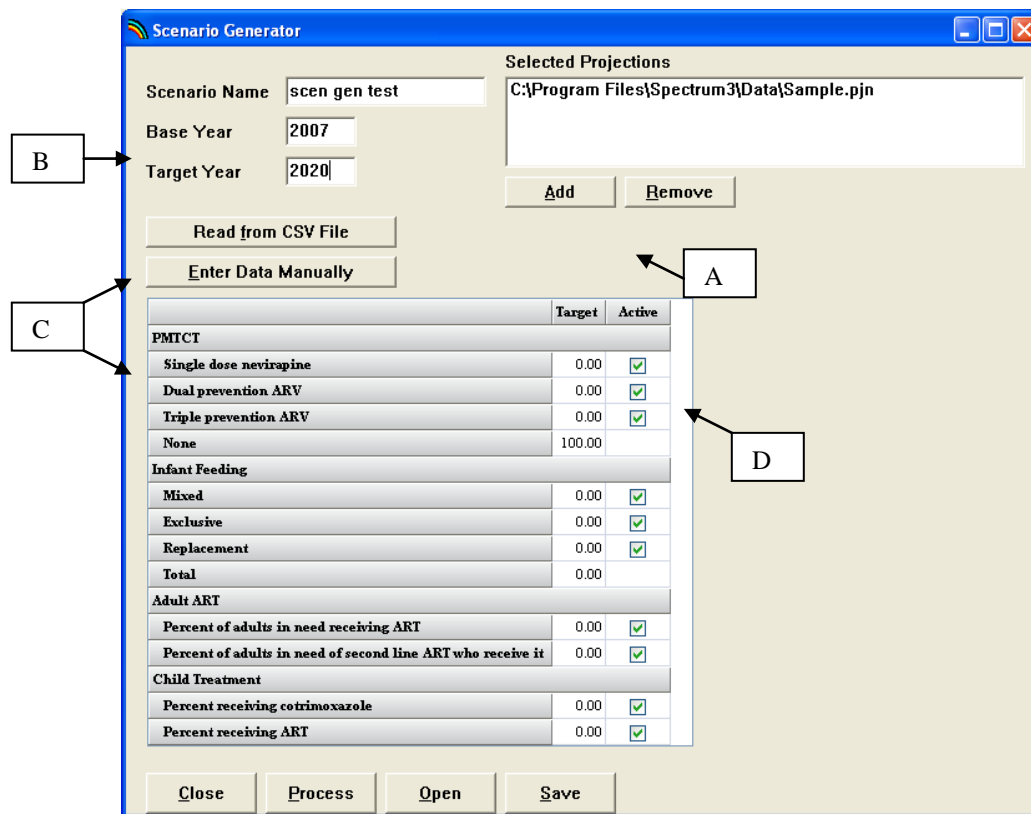 Scenario Generator
Selected Projections
Scenario Name scen gen test
C:\Program Files\Spectrum3\Data\Sample.pjn
Base Year 2007
B
Target Year 2020
Add Remove
Read from CSV File
Enter Data Manually
A
C
Target Active
PMTCT
Single dose nevirapine 0.00
Dual prevention ARV 0.00
Triple prevention ARV 0.00
None 100.00
D
Infant Feeding
Mixed 0.00
Exclusive 0.00
Replacement 0.00
Total 0.00
Adult ART
Percent of adults in need receiving ART 0.00
Percent of adults in need of second line ART who receive it 0.00
Child Treatment
Percent receiving cotrimoxazole 0.00
Percent receiving ART 0.00
Close Process Open Save